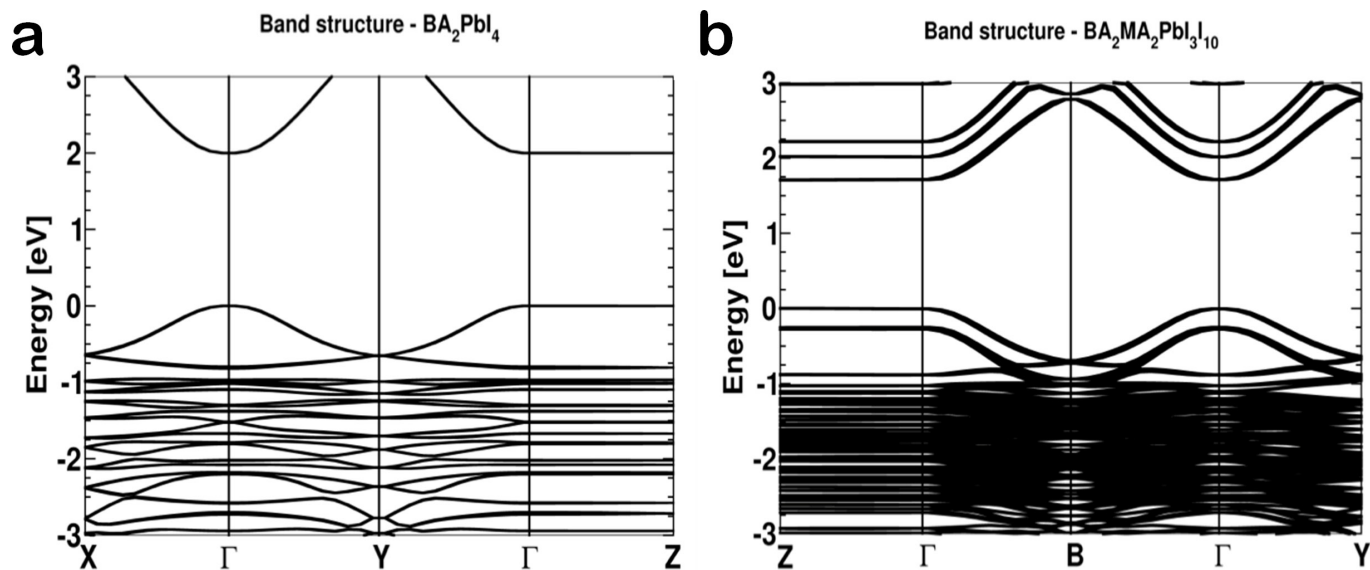 a
Band structure - BA2PbI4
Energy [eV]
3
2
1
0
-1
-2
-3
X Γ Y Γ Z
b
Band structure - BA2MA2PbI3I10
Energy [eV]
3
2
1
0
-1
-2
-3
Z Γ B Γ Y